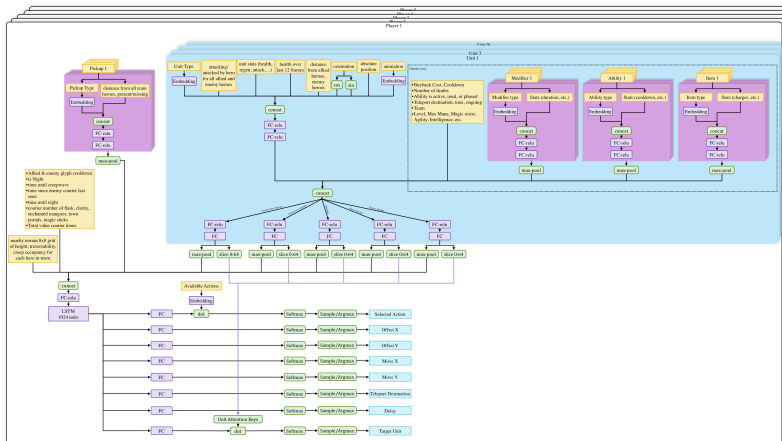 Player 1
Unit N
Unit 2
Unit 1
Pickup 1
Pickup Type
distance from all team
heroes, present/missing
Embedding
concat
FC-relu
FC-relu
max-pool
Unit Type
Embedding
attacking/
attacked by hero
for all allied and
enemy heroes
unit stats (health,
regen, attack,...)
health over
last 12 frames
distance
from allied
heroes,
enemy
heroes
orientation
cos
sin
absolute
position
animation
Embedding
concat
FC-relu
FC-relu
•Buyback Cost, Cooldown
•Number of deaths
•Ability is active, used, or phased
•Teleport destination, time, ongoing
•Team
•Level, Max Mana, Magic resist,
Agility, Intelligence, etc.
Modifier 1
Modifier type
Stats (duration, etc.)
Embedding
concat
FC-relu
FC-relu
max-pool
Ability 1
Ability type
Stats (cooldown, etc.)
Embedding
concat
FC-relu
FC-relu
max-pool
Item 1
Item type
Stats (charges, etc.)
Embedding
concat
FC-relu
FC-relu
max-pool
•Allied & enemy glyph cooldown
•is Night
•time until creepwave
•time since enemy courier last
seen
•time until night
•courier number of flask, clarity,
enchanted mangoes, town
portals, magic sticks
•Total value courier items
concat
FC-relu FC-relu FC-relu FC-relu FC-relu
FC FC FC FC FC
max-pool slice 0:64 max-pool slice 0:64 max-pool slice 0:64 max-pool slice 0:64 max-pool slice 0:64
nearby terrain 8x8 grid
of height, traversability,
creep occupancy for
each hero in team
concat
FC-relu
LSTM
1024 units
Available Actions
Embedding
FC dot Softmax Sample/Argmax Selected Action
FC Softmax Sample/Argmax Offset X
FC Softmax Sample/Argmax Offset Y
FC Softmax Sample/Argmax Move X
FC Softmax Sample/Argmax Move Y
FC Softmax Sample/Argmax Teleport Destination
FC Softmax Sample/Argmax Delay
Unit Attention Keys
FC dot Softmax Sample/Argmax Target Unit